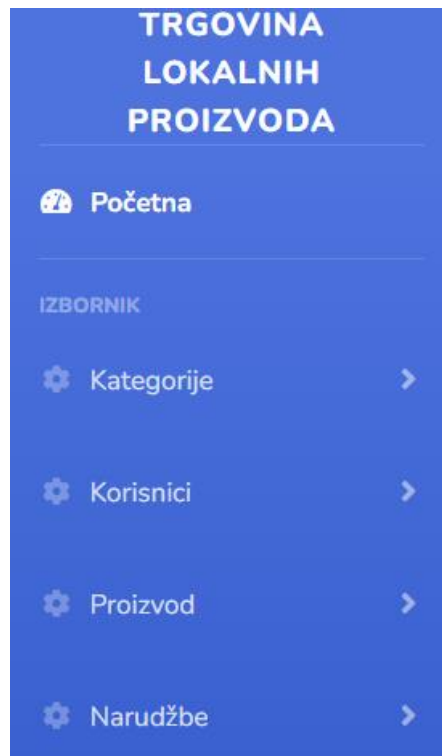 TRGOVINA
LOKALNIH
PROIZVODA
Početna
IZBORNIK
Kategorije
Korisnici
Proizvod
Narudžbe